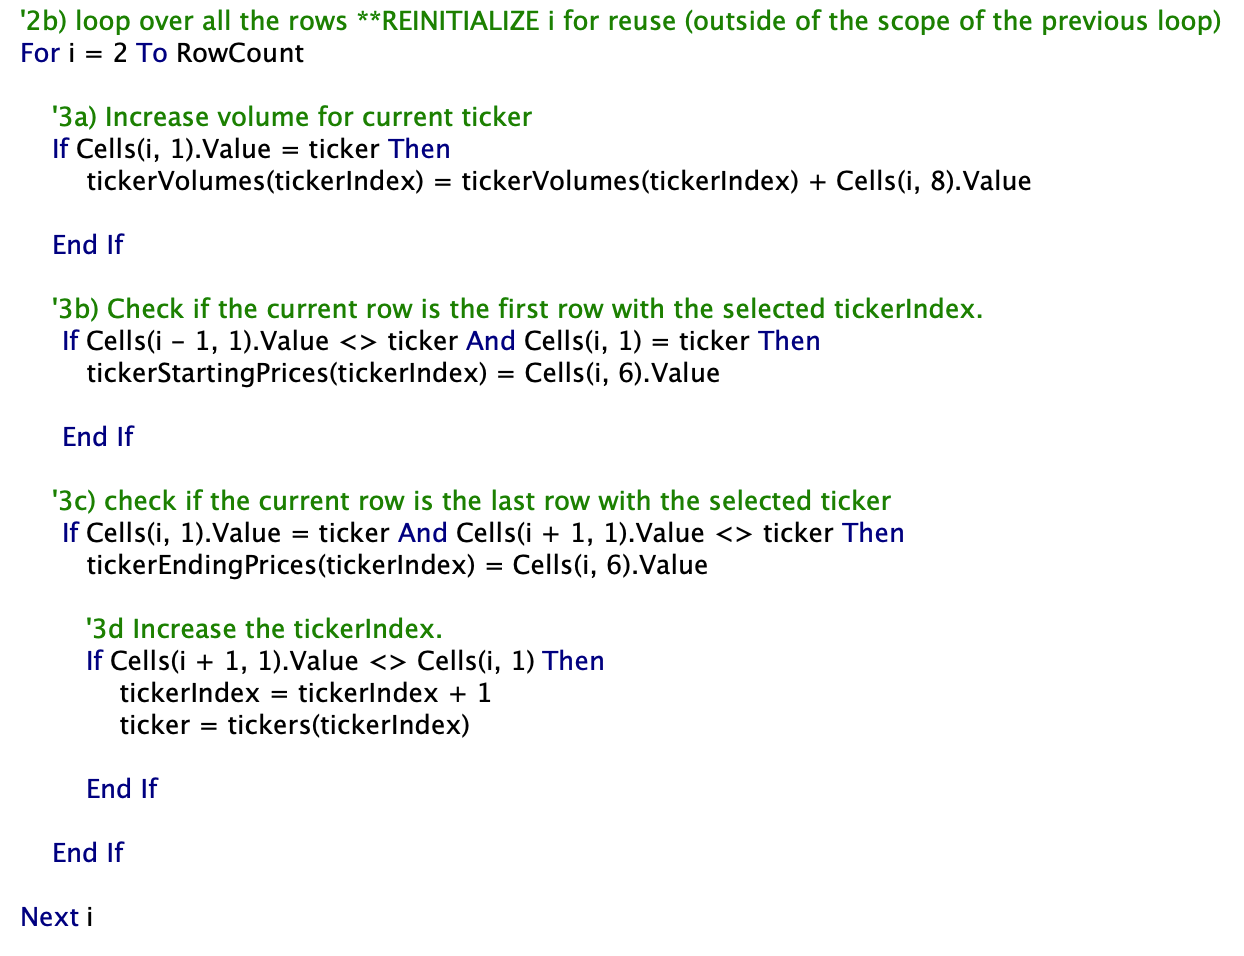 '2b) loop over all the rows **REINITIALIZE i for reuse (outside of the scope of the previous loop)
For i = 2 To RowCount
'3a) Increase volume for current ticker
If Cells(i, 1).Value = ticker Then
tickerVolumes(tickerIndex) = tickerVolumes(tickerIndex) + Cells(i, 8).Value
End If
'3b) Check if the current row is the first row with the selected tickerIndex.
If Cells(i - 1, 1).Value <> ticker And Cells(i, 1) = ticker Then
tickerStartingPrices(tickerIndex) = Cells(i, 6).Value
End If
'3c) check if the current row is the last row with the selected ticker
If Cells(i, 1).Value = ticker And Cells(i + 1, 1).Value <> ticker Then
tickerEndingPrices(tickerIndex) = Cells(i, 6).Value
'3d Increase the tickerIndex.
If Cells(i + 1, 1).Value <> Cells(i, 1) Then
tickerIndex = tickerIndex + 1
ticker = tickers(tickerIndex)
End If
End If
Next i